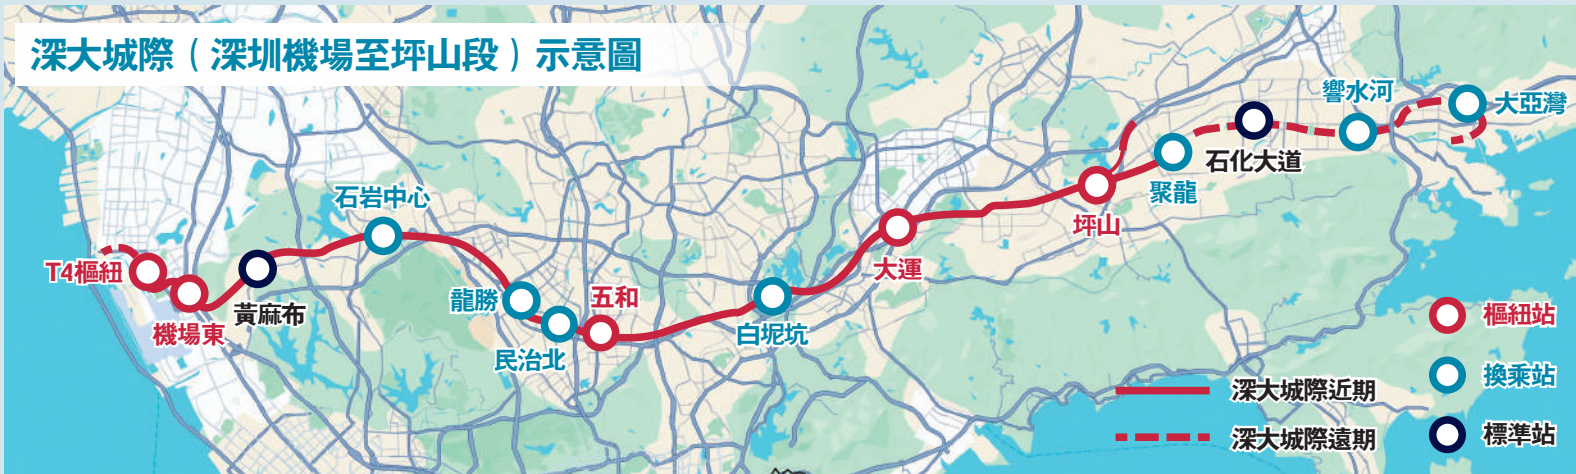 深大城際（深圳機場至坪山段）示意圖
響水河
大亞灣
石化大道
聚龍
石岩中心
坪山
T4樞紐
大運
龍勝
五和
黃麻布
機場東
白坭坑
民治北
樞紐站
換乘站
標準站
深大城際近期
深大城際遠期